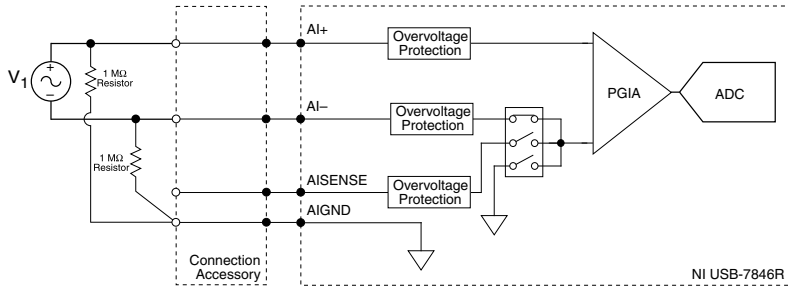 AI+
Overvoltage
Protection
V1
+
–
1 MΩ
Resistor
PGIA
ADC
AI–
Overvoltage
Protection
1 MΩ
Resistor
AISENSE
Overvoltage
Protection
AIGND
Connection
Accessory
NI USB-7846R